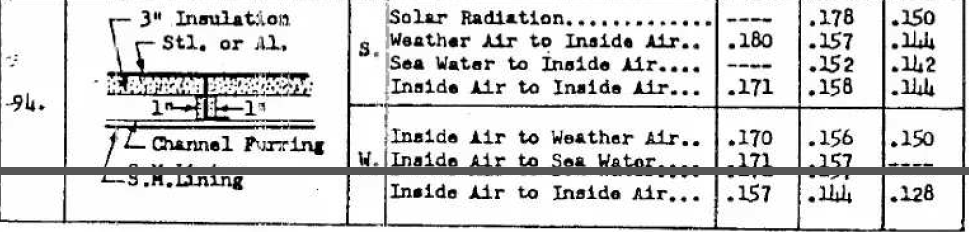 3" Insulation
Stl. or Al.
1" 1"
Channel Furring
S.M.Lining
94.
S.
Solar Radiation............. ---- .178 .150
Weather Air to Inside Air.. .180 .157 .144
Sea Water to Inside Air.... ---- .152 .142
Inside Air to Inside Air... .171 .158 .144
W.
Inside Air to Weather Air.. .170 .156 .150
Inside Air to Sea Water.... .171 .157 ----
Inside Air to Inside Air... .157 .144 .128